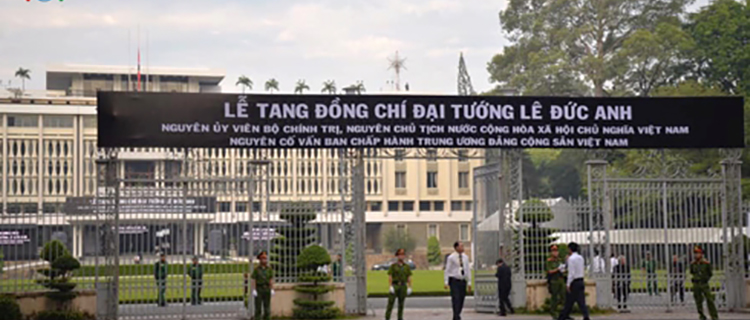 LỄ TANG ĐỒNG CHÍ ĐẠI TƯỚNG LÊ ĐỨC ANH
NGUYÊN ỦY VIÊN BỘ CHÍNH TRỊ, NGUYÊN CHỦ TỊCH NƯỚC CỘNG HÒA XÃ HỘI CHỦ NGHĨA VIỆT NAM
NGUYÊN CỐ VẤN BAN CHẤP HÀNH TRUNG ƯƠNG ĐẢNG CỘNG SẢN VIỆT NAM